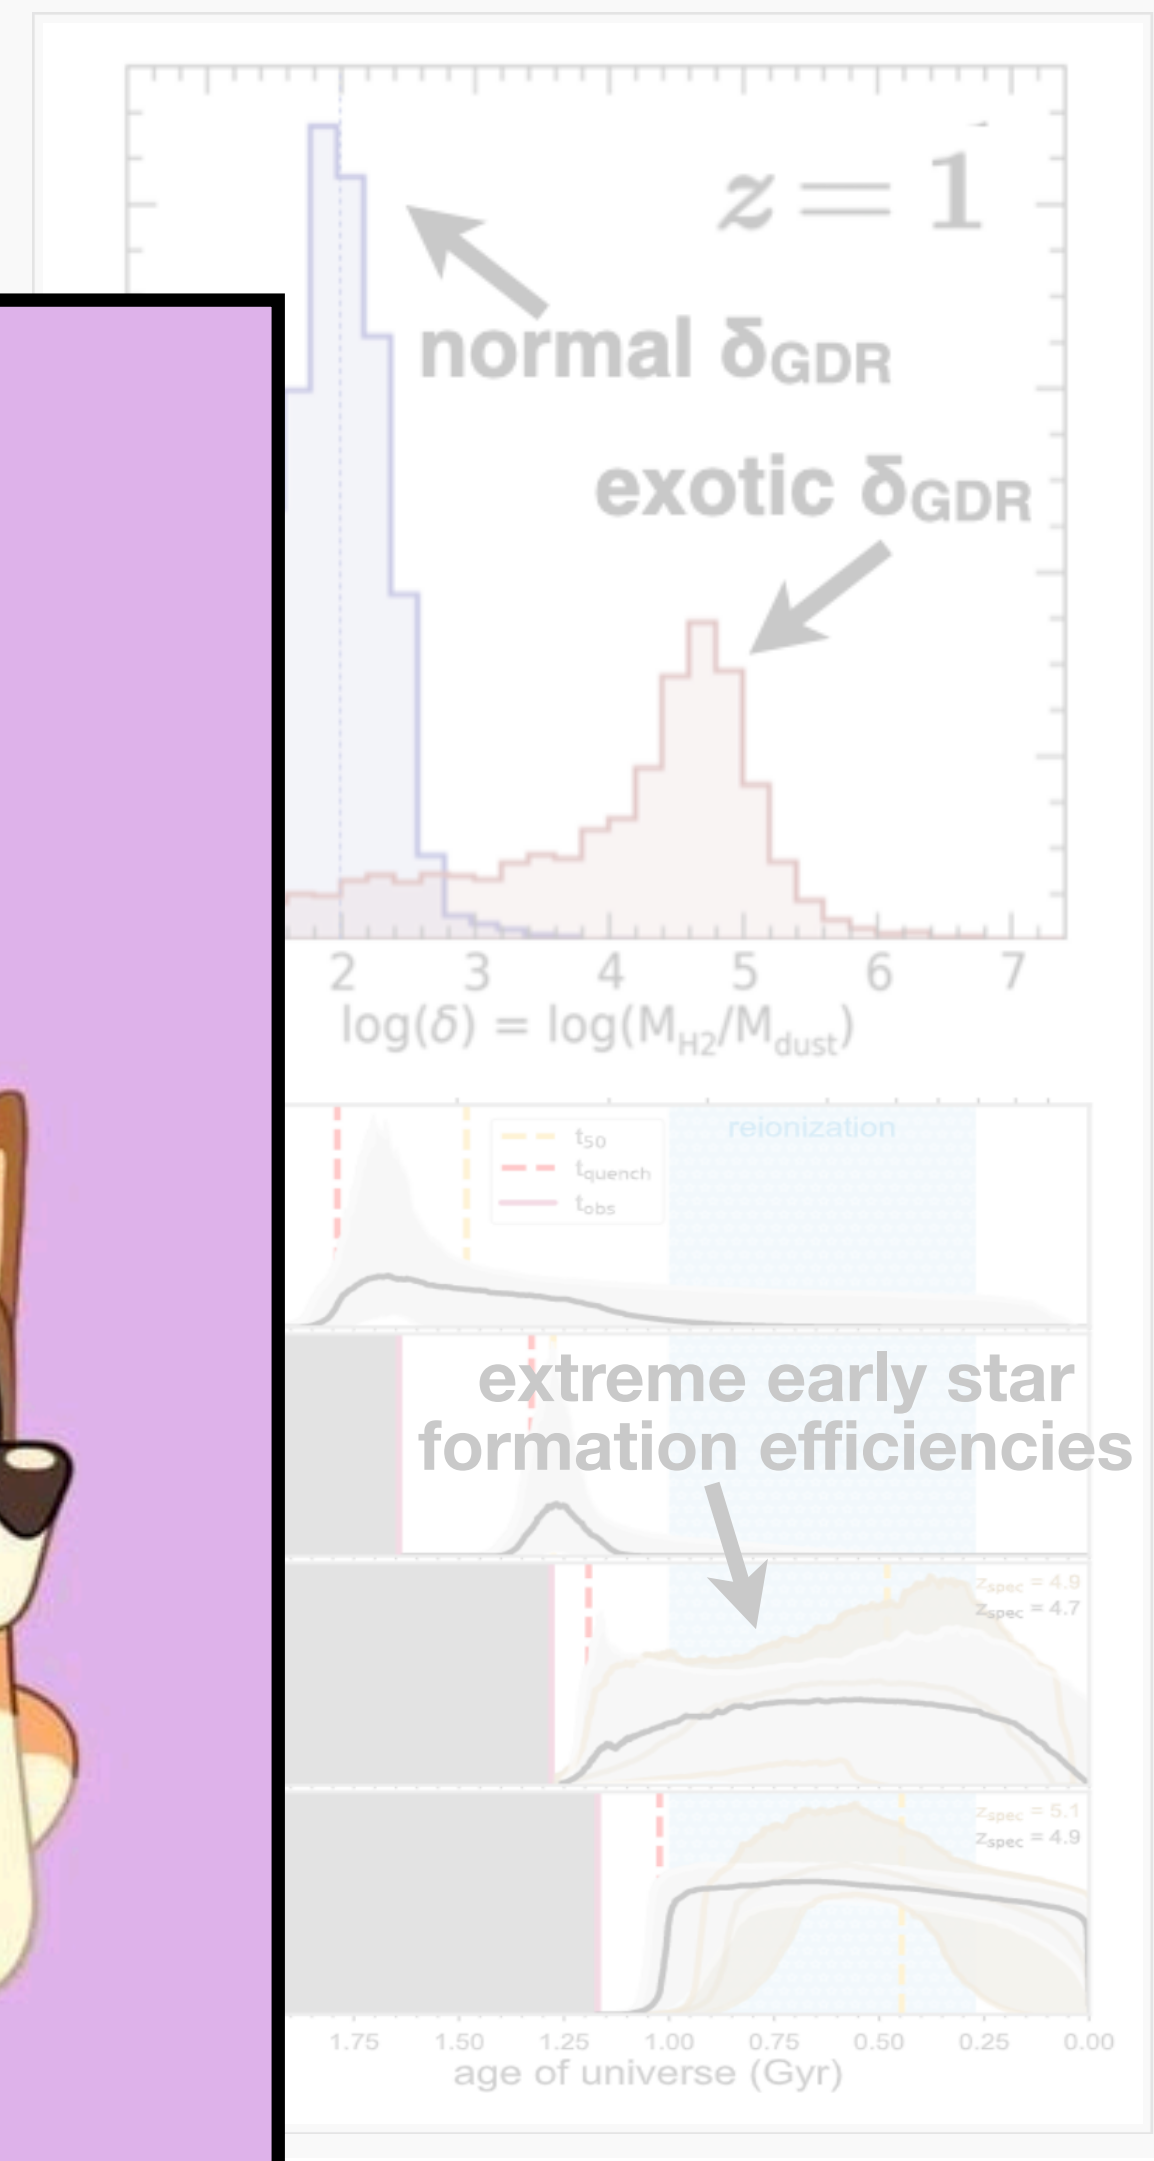 z = 1
normal δGDR
exotic δGDR
2 3 4 5 6 7
log(δ) = log(MH2/Mdust)
reionization
t50
tquench
tobs
extreme early star
formation efficiencies
zspec = 4.9
zspec = 4.7
zspec = 5.1
zspec = 4.9
1.75 1.50 1.25 1.00 0.75 0.50 0.25 0.00
age of universe (Gyr)